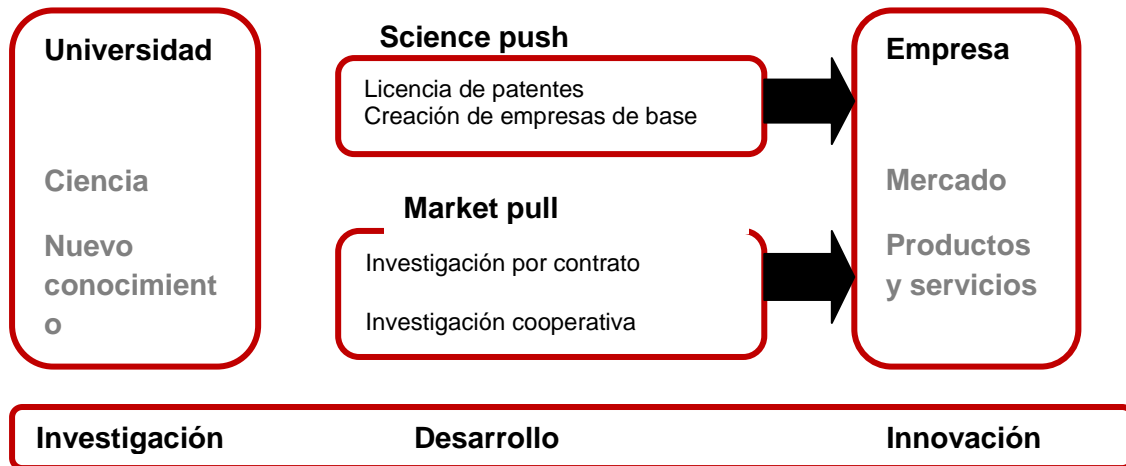 Universidad
Ciencia
Nuevo
conocimient
o
Science push
Licencia de patentes
Creación de empresas de base
Market pull
Investigación por contrato
Investigación cooperativa
Empresa
Mercado
Productos
y servicios
Investigación Desarrollo Innovación